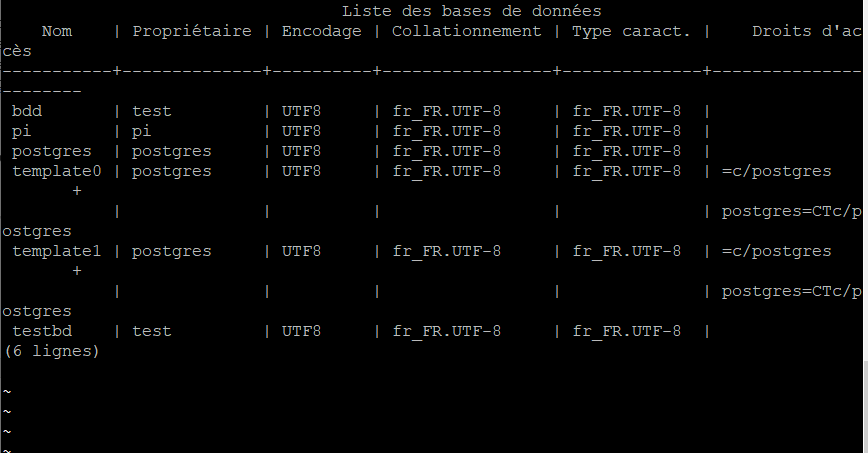 Liste des bases de données
    Nom    | Propriétaire | Encodage | Collationnement | Type caract. |    Droits d'ac
cès
-----------+--------------+----------+-----------------+--------------+---------------
--------
 bdd       | test         | UTF8     | fr_FR.UTF-8     | fr_FR.UTF-8  |
 pi        | pi           | UTF8     | fr_FR.UTF-8     | fr_FR.UTF-8  |
 postgres  | postgres     | UTF8     | fr_FR.UTF-8     | fr_FR.UTF-8  |
 template0 | postgres     | UTF8     | fr_FR.UTF-8     | fr_FR.UTF-8  | =c/postgres
       +
           |              |          |                 |              | postgres=CTc/p
ostgres
 template1 | postgres     | UTF8     | fr_FR.UTF-8     | fr_FR.UTF-8  | =c/postgres
       +
           |              |          |                 |              | postgres=CTc/p
ostgres
 testbd    | test         | UTF8     | fr_FR.UTF-8     | fr_FR.UTF-8  |
(6 lignes)

~
~
~
~